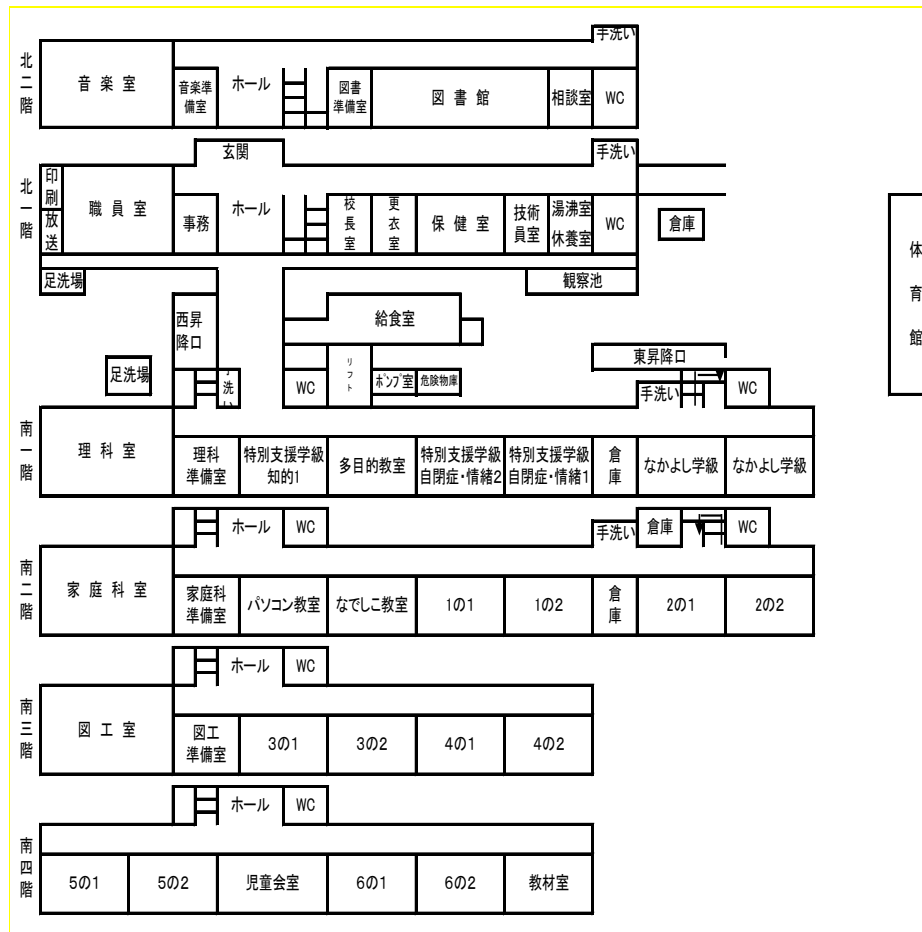 手洗い
北二階
音楽室
音楽準
備室
ホール
図書
準備室
図書館
相談室
WC
玄関
手洗い
北一階
印刷
放送
職員室
事務
ホール
校長室
更衣室
保健室
技術
員室
湯沸室
休養室
WC
倉庫
体育館
足洗場
観察池
西昇
降口
給食室
足洗場
手洗い
WC
リフト
ポンプ室
危険物庫
東昇降口
手洗い
WC
南一階
理科室
理科
準備室
特別支援学級
知的1
多目的教室
特別支援学級
自閉症・情緒2
特別支援学級
自閉症・情緒1
倉庫
なかよし学級
なかよし学級
ホール
WC
手洗い
倉庫
WC
南二階
家庭科室
家庭科
準備室
パソコン教室
なでしこ教室
1の1
1の2
倉庫
2の1
2の2
ホール
WC
南三階
図工室
図工
準備室
3の1
3の2
4の1
4の2
ホール
WC
南四階
5の1
5の2
児童会室
6の1
6の2
教材室